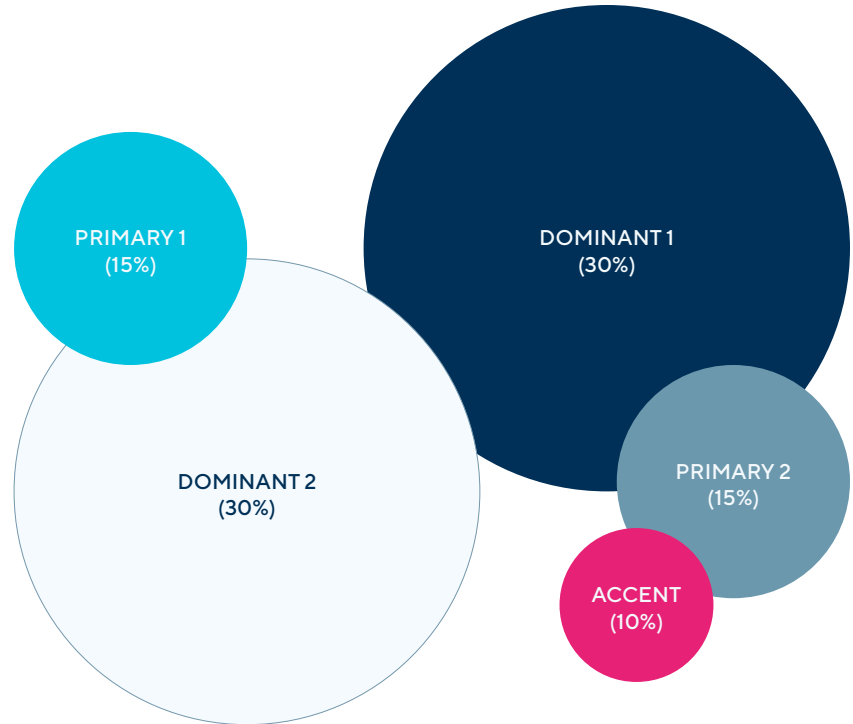 PRIMARY 1
(15%)
DOMINANT 1
(30%)
DOMINANT 2
(30%)
PRIMARY 2
(15%)
ACCENT
(10%)